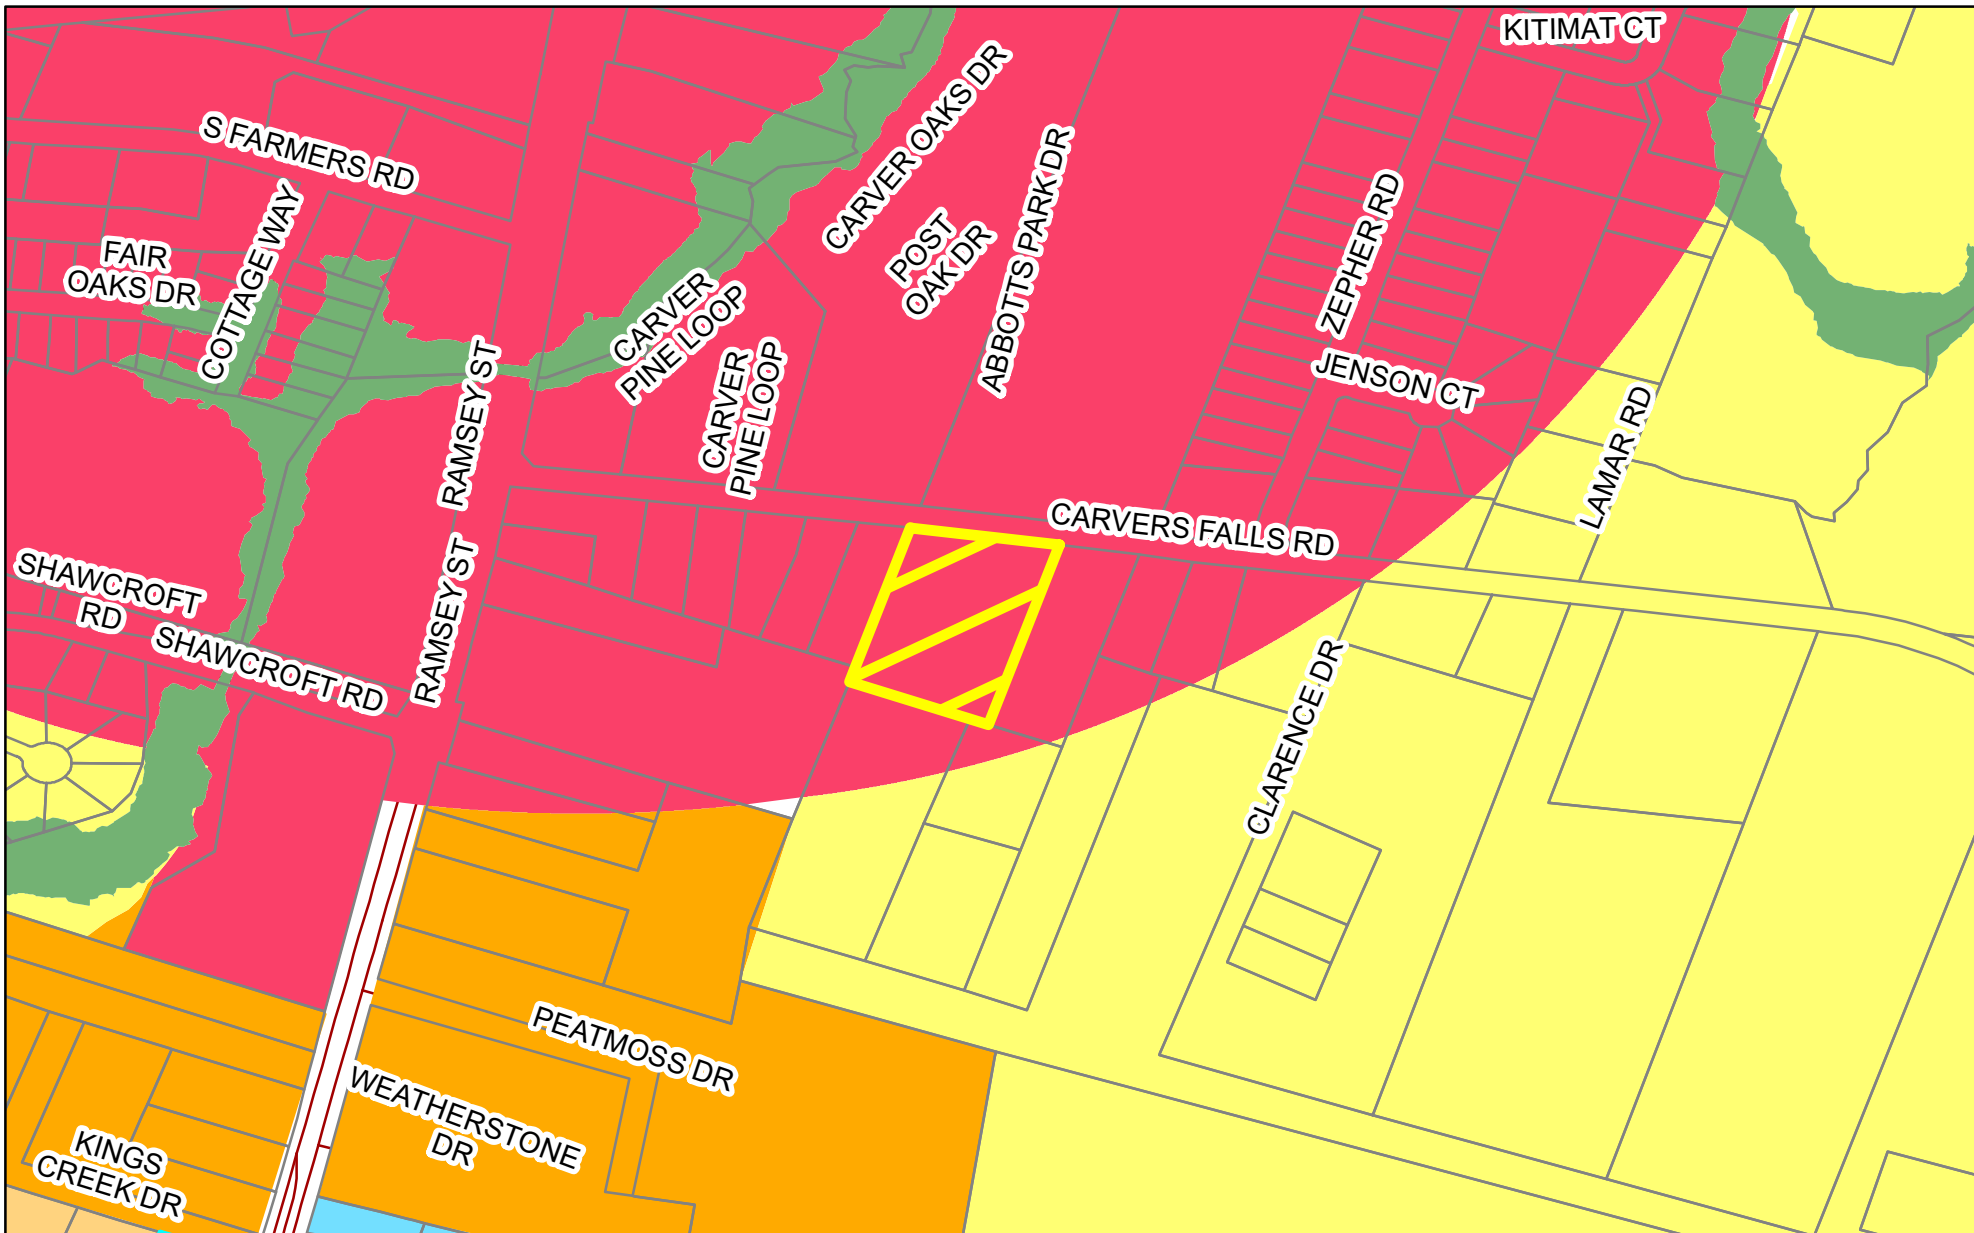 KITIMAT CT
CARVER OAKS DR
S FARMERS RD
ABBOTTS PARK DR
COTTAGE WAY
ZEPHER RD
POST
OAK DR
FAIR
OAKS DR
CARVER
PINE LOOP
RAMSEY ST
CARVER
PINE LOOP
JENSON CT
LAMAR RD
CARVERS FALLS RD
SHAWCROFT
RD
RAMSEY ST
SHAWCROFT RD
CLARENCE DR
PEATMOSS DR
WEATHERSTONE
DR
KINGS
CREEK DR